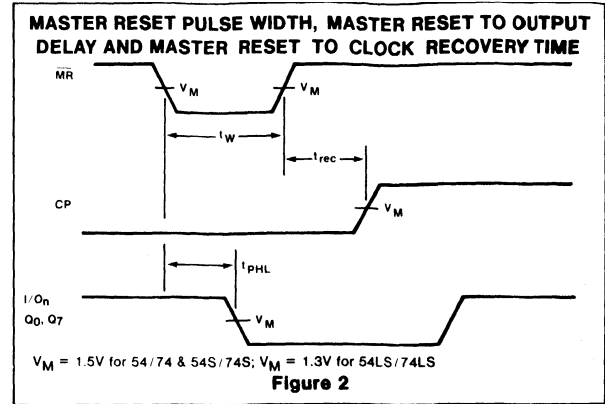 MASTER RESET PULSE WIDTH, MASTER RESET TO OUTPUT
DELAY AND MASTER RESET TO CLOCK RECOVERY TIME
MR
VM
VM
tW
trec
CP
VM
tPHL
I/On
Q0, Q7
VM
VM = 1.5V for 54/74 & 54S/74S; VM = 1.3V for 54LS/74LS
Figure 2